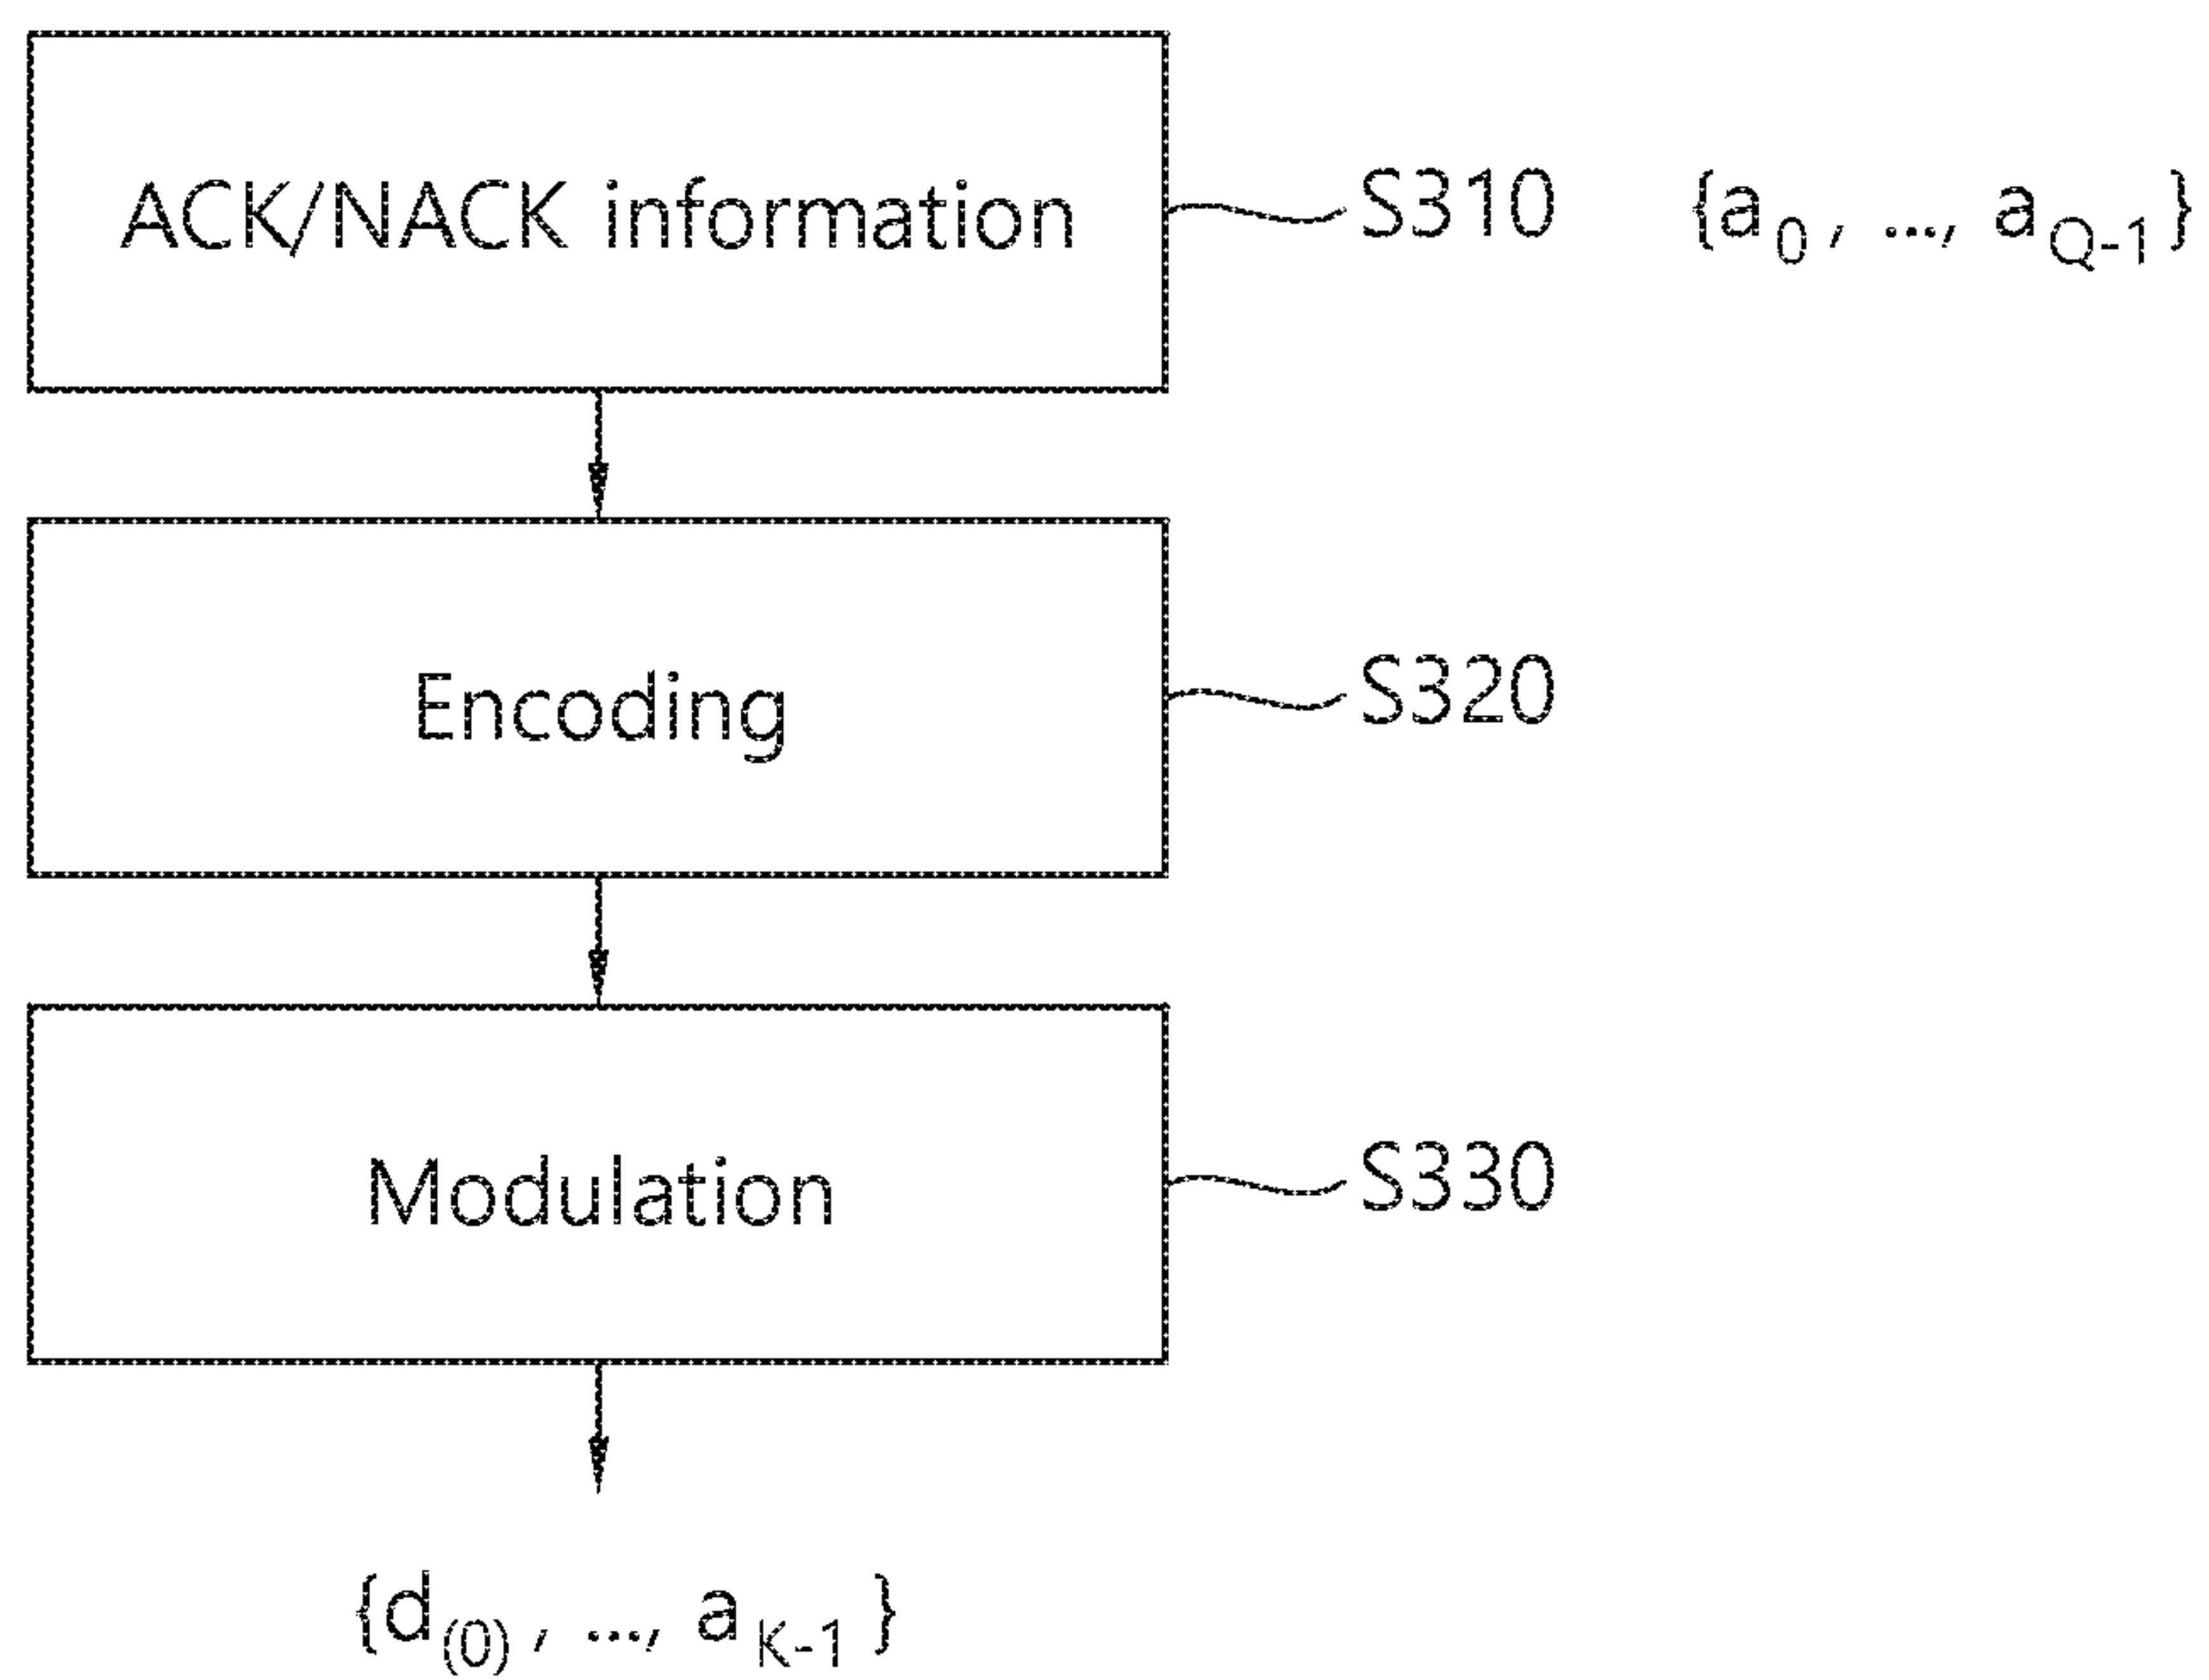 ACK/NACK information S310 {a0, ..., aQ-1}
Encoding S320
Modulation S330
{d(0), ..., aK-1}